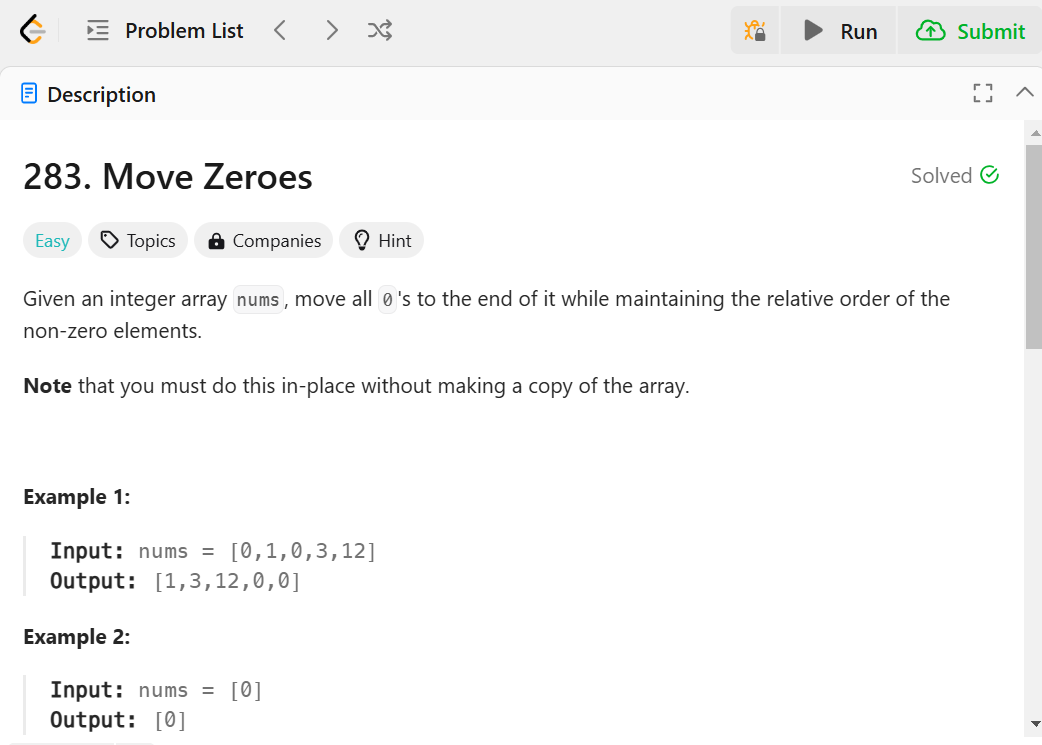 Problem List
Run
Submit
Description
283. Move Zeroes
Solved
Easy
Topics
Companies
Hint
Given an integer array nums, move all 0's to the end of it while maintaining the relative order of the
non-zero elements.
Note that you must do this in-place without making a copy of the array.
Example 1:
Input: nums = [0,1,0,3,12]
Output: [1,3,12,0,0]
Example 2:
Input: nums = [0]
Output: [0]